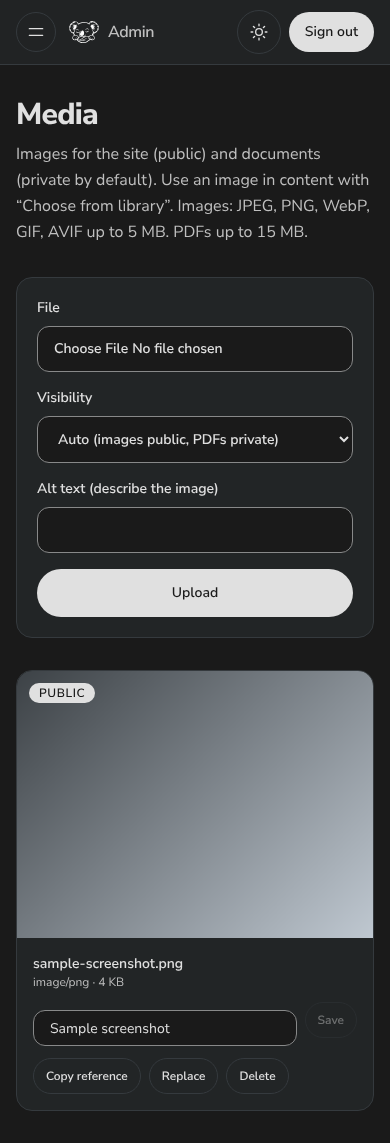 Admin
Sign out
Media
Images for the site (public) and documents
(private by default). Use an image in content with
“Choose from library”. Images: JPEG, PNG, WebP,
GIF, AVIF up to 5 MB. PDFs up to 15 MB.
File
Choose File No file chosen
Visibility
Auto (images public, PDFs private)
Alt text (describe the image)
Upload
PUBLIC
sample-screenshot.png
image/png · 4 KB
Sample screenshot
Save
Copy reference
Replace
Delete